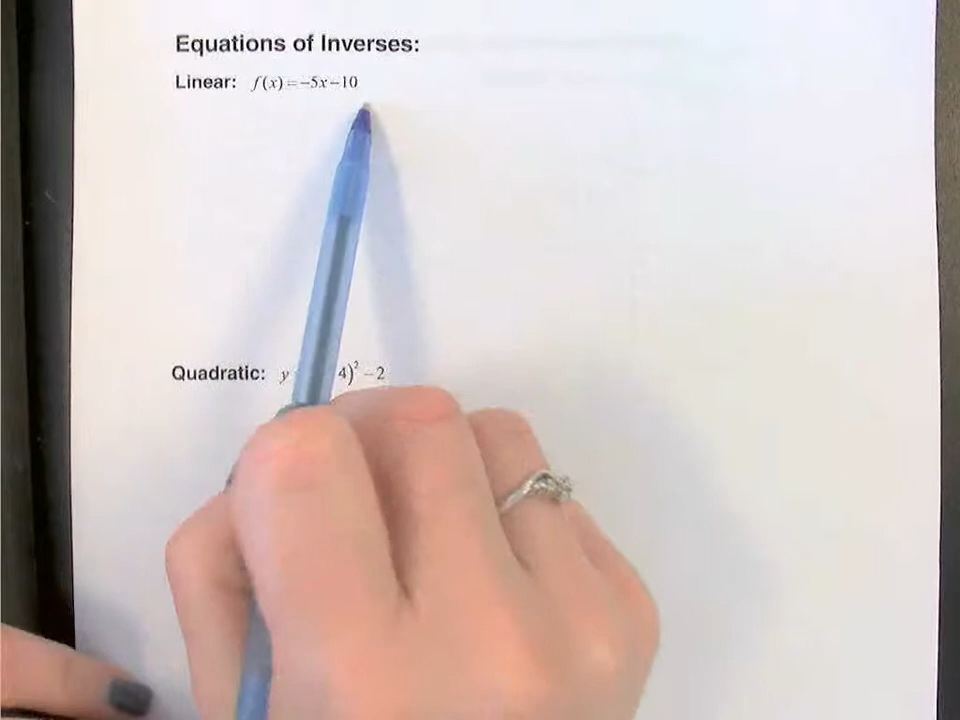 Equations of Inverses:
Linear: f(x)=-5x-10
Quadratic: y 4)²-2